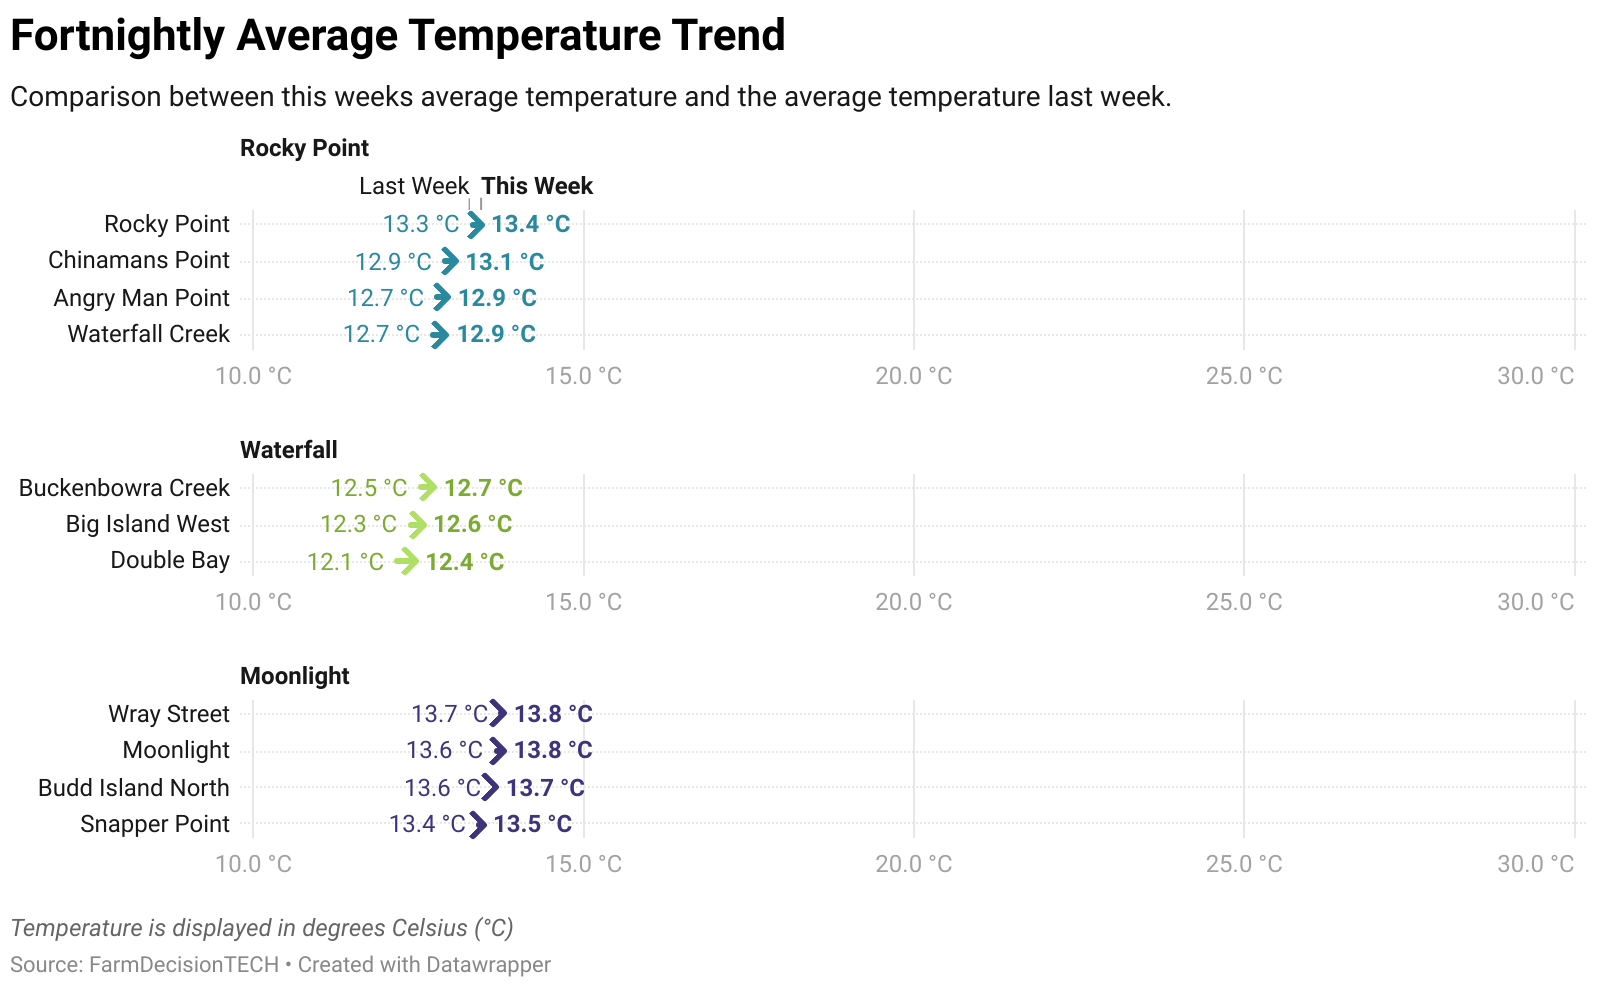 Fortnightly Average Temperature Trend
Comparison between this weeks average temperature and the average temperature last week.
Rocky Point
Last Week This Week
Rocky Point 13.3 °C 13.4 °C
Chinamans Point 12.9 °C 13.1 °C
Angry Man Point 12.7 °C 12.9 °C
Waterfall Creek 12.7 °C 12.9 °C
10.0 °C 15.0 °C 20.0 °C 25.0 °C 30.0 °C
Waterfall
Buckenbowra Creek 12.5 °C 12.7 °C
Big Island West 12.3 °C 12.6 °C
Double Bay 12.1 °C 12.4 °C
10.0 °C 15.0 °C 20.0 °C 25.0 °C 30.0 °C
Moonlight
Wray Street 13.7 °C 13.8 °C
Moonlight 13.6 °C 13.8 °C
Budd Island North 13.6 °C 13.7 °C
Snapper Point 13.4 °C 13.5 °C
10.0 °C 15.0 °C 20.0 °C 25.0 °C 30.0 °C
Temperature is displayed in degrees Celsius (°C)
Source: FarmDecisionTECH • Created with Datawrapper